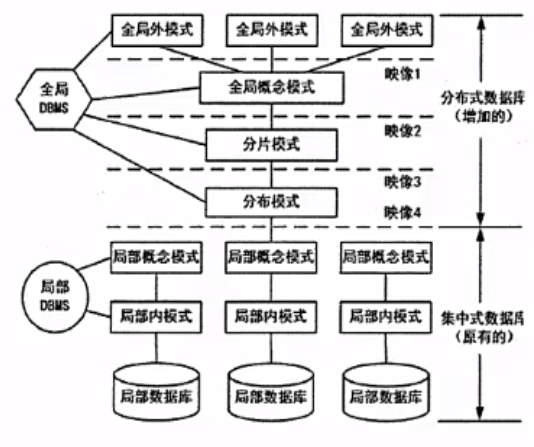 全局外模式 全局外模式 全局外模式
映像1
全局
DBMS
全局概念模式
分布式数据库
(增加的)
映像2
分片模式
映像3
分布模式
映像4
局部概念模式 局部概念模式 局部概念模式
局部
DBMS
局部内模式 局部内模式 局部内模式
集中式数据库
(原有的)
局部数据库 局部数据库 局部数据库